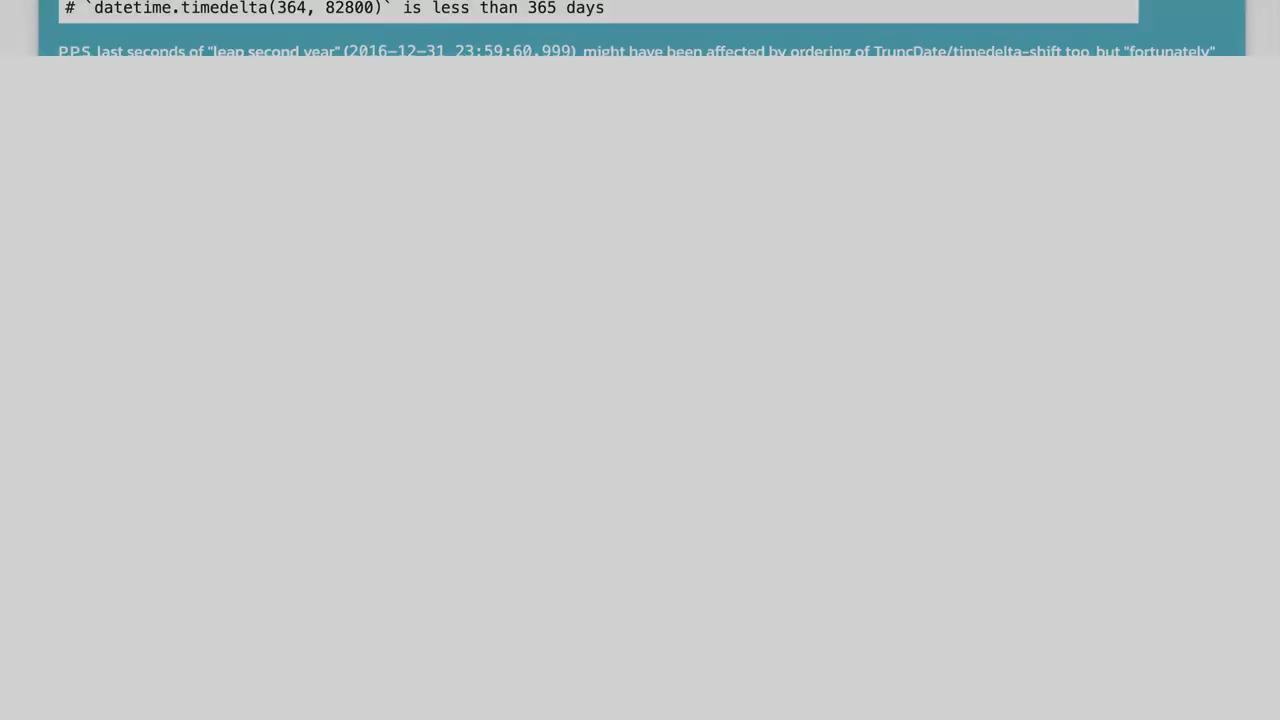 # `datetime.timedelta(364, 82800)` is less than 365 days
P.P.S. last seconds of "leap second year" (2016-12-31 23:59:60.999) might have been affected by ordering of TruncDate/timedelta-shift too, but "fortunately"